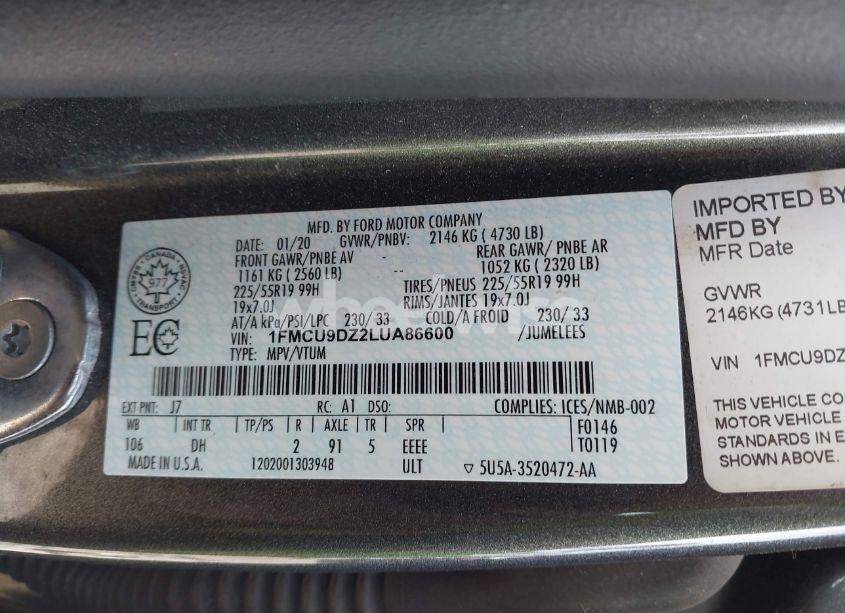 MFD. BY FORD MOTOR COMPANY
DATE: 01/20 GVWR/PNBV: 2146 KG ( 4730 LB)
FRONT GAWR/PNBE AV REAR GAWR/ PNBE AR
1161 KG ( 2560 LB) -- 1052 KG ( 2320 LB)
225/55R19 99H TIRES/PNEUS 225/55R19 99H
19x7.0J RIMS/JANTES 19x7.0J
AT/A kPa/PSI/LPC 230/ 33 COLD/A FROID 230/ 33
VIN: 1FMCU9DZ2LUA86600 /JUMELEES
TYPE: MPV/VTUM
CANADA
977
TRANSPORT
EC
EXT PNT: J7 RC: A1 DSO: COMPLIES: ICES/NMB-002
WB INT TR TP/PS R AXLE TR SPR F0146
106 DH 2 91 5 EEEE T0119
MADE IN U.S.A. 1202001303948 ULT ▽ 5U5A-3520472-AA
IMPORTED BY
MFD BY
MFR Date
GVWR
2146KG (4731LB
VIN 1FMCU9DZ
THIS VEHICLE CO
MOTOR VEHICLE
STANDARDS IN E
SHOWN ABOVE.